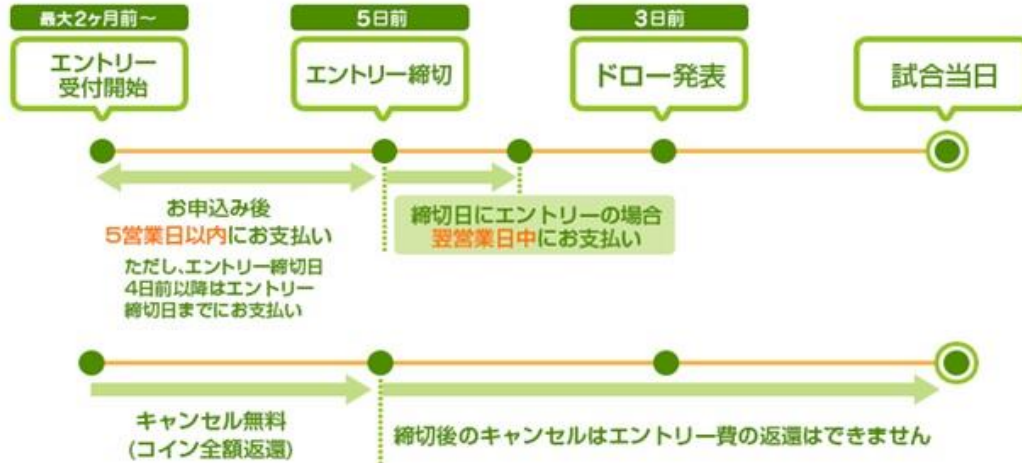 最大2ヶ月前~
5日前
3日前
エントリー
受付開始
エントリー締切
ドロー発表
試合当日
お申込み後
5営業日以内にお支払い
ただし、エントリー締切日
4日前以降はエントリー
締切日までにお支払い
締切日にエントリーの場合
翌営業日中にお支払い
キャンセル無料
(コイン全額返還)
締切後のキャンセルはエントリー費の返還はできません